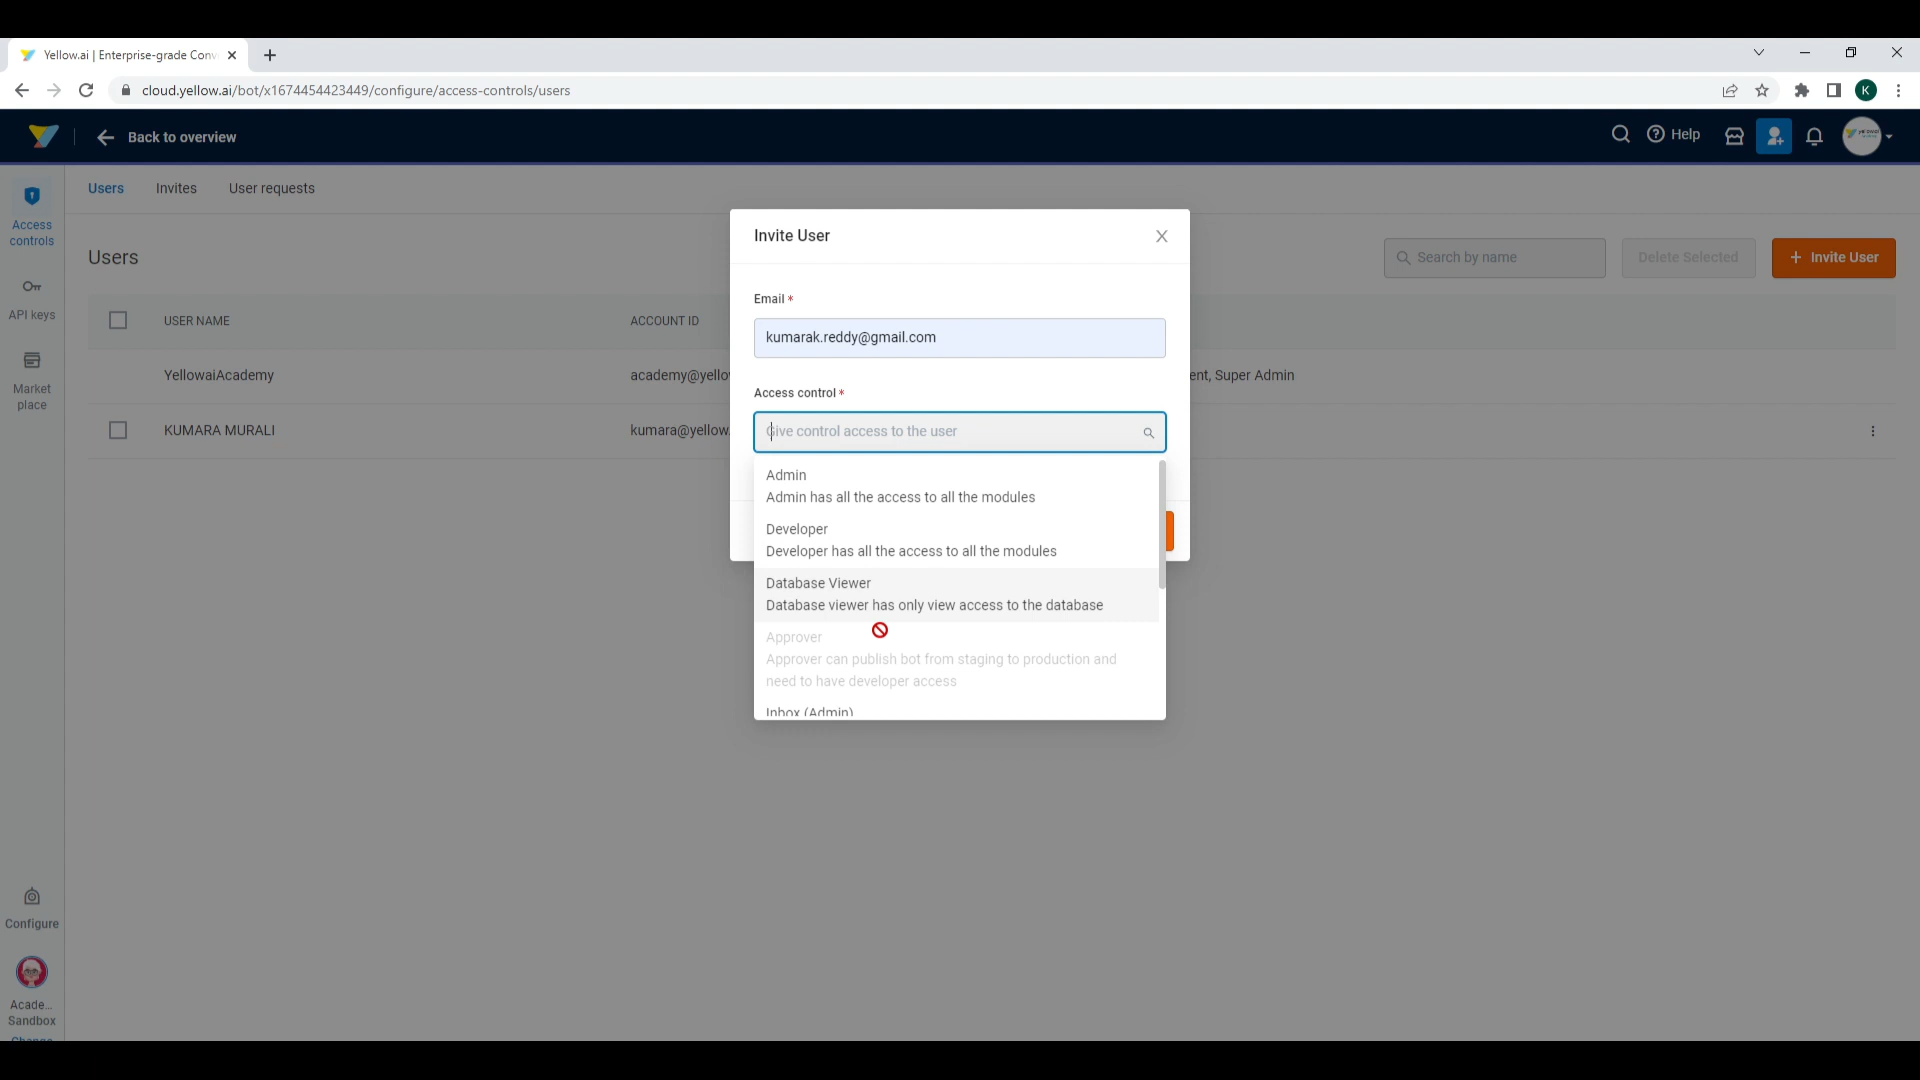 Yellow.ai | Enterprise-grade Conv
cloud.yellow.ai/bot/x1674454423449/configure/access-controls/users
K
Back to overview
Help
Access
controls
API keys
Market
place
Configure
Acade...
Sandbox
Change
Users
Invites
User requests
Users
Search by name
Delete Selected
+ Invite User
USER NAME
ACCOUNT ID
YellowaiAcademy
academy@yello
ent, Super Admin
KUMARA MURALI
kumara@yellow.
Invite User
Email *
kumarak.reddy@gmail.com
Access control *
Give control access to the user
Admin
Admin has all the access to all the modules
Developer
Developer has all the access to all the modules
Database Viewer
Database viewer has only view access to the database
Approver
Approver can publish bot from staging to production and
need to have developer access
Inbox (Admin)